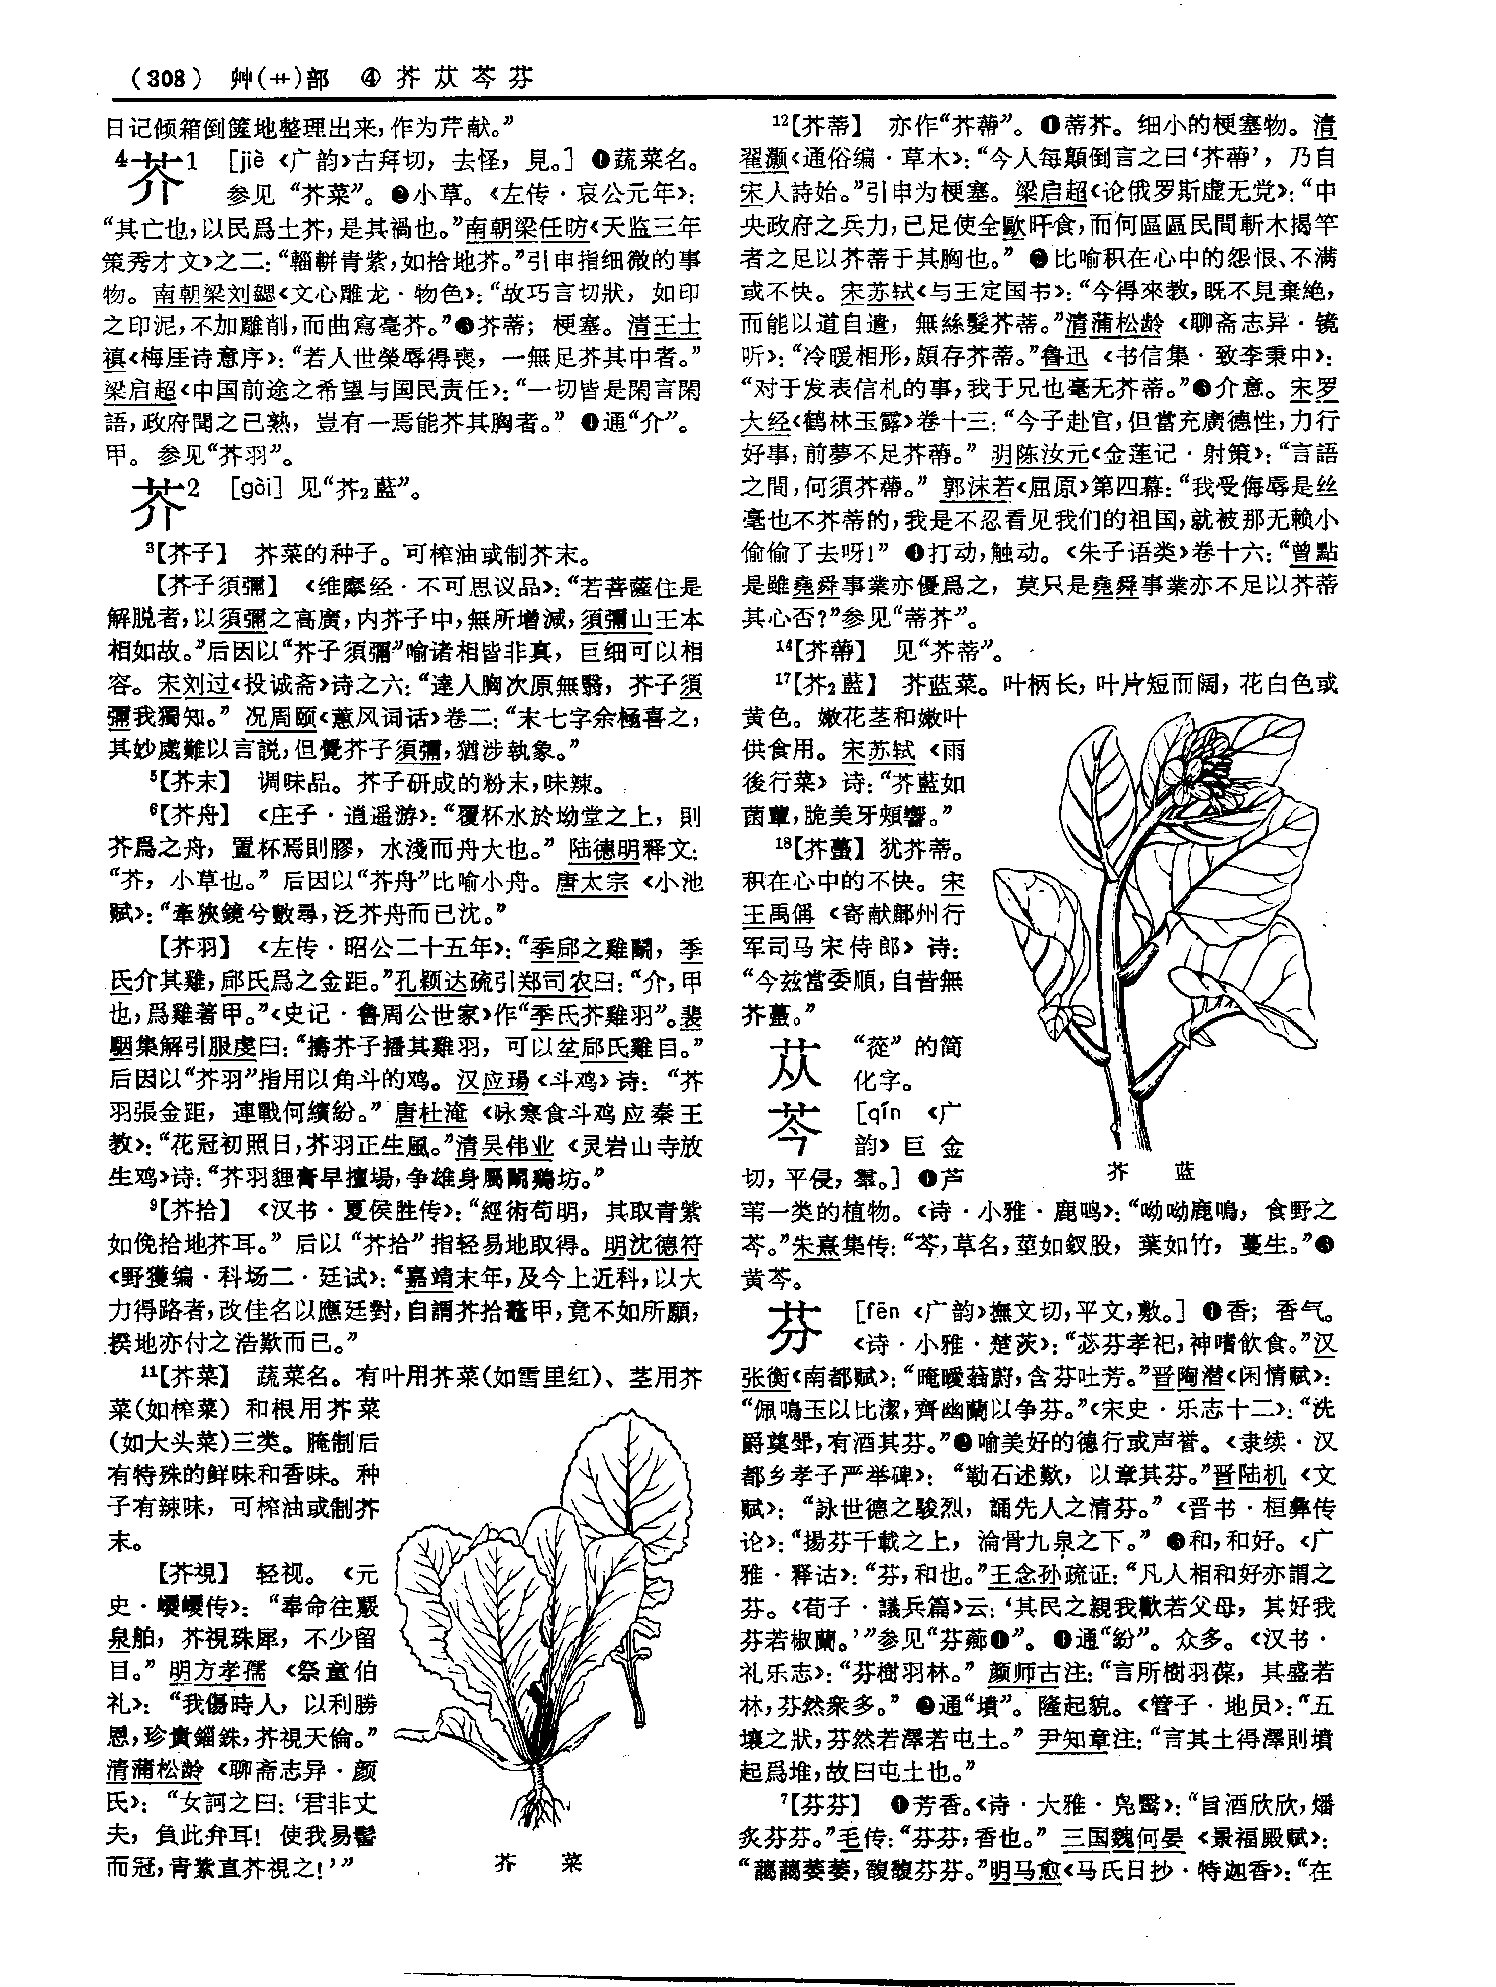 (308) 艸(艹)部 ④ 芥苁芩芬
日记倾箱倒箧地整理出来,作为芹献。”
4芥1 [jiè《广韵》古拜切，去怪，見。] ❶蔬菜名。
参见“芥菜”。❷小草。《左传·哀公元年》:
“其亡也,以民爲土芥,是其禍也。”南朝梁任昉《天监三年
策秀才文》之二:“輜軿青紫,如拾地芥。”引申指细微的事
物。南朝梁刘勰《文心雕龙·物色》:“故巧言切狀，如印
之印泥,不加雕削,而曲寫毫芥。”❸芥蒂；梗塞。清王士
禛《梅厓诗意序》:“若人世榮辱得喪，一無足芥其中者。”
梁启超《中国前途之希望与国民责任》:“一切皆是閑言閑
語,政府聞之已熟，豈有一焉能芥其胸者。” ❹通“介”。
甲。参见“芥羽”。
芥2 [gài] 见“芥₂藍”。
3【芥子】 芥菜的种子。可榨油或制芥末。
【芥子須彌】 《维摩经·不可思议品》:“若菩薩住是
解脱者,以須彌之高廣,内芥子中,無所增減,須彌山王本
相如故。”后因以“芥子須彌”喻诸相皆非真，巨细可以相
容。宋刘过《投诚斋》诗之六:“達人胸次原無翳，芥子須
彌我獨知。” 况周颐《蕙风词话》卷二:“末七字余極喜之，
其妙處難以言説,但覺芥子須彌,猶涉執象。”
5【芥末】 调味品。芥子研成的粉末,味辣。
6【芥舟】 《庄子·逍遥游》:“覆杯水於坳堂之上，則
芥爲之舟，置杯焉則膠，水淺而舟大也。” 陆德明释文:
“芥，小草也。” 后因以“芥舟”比喻小舟。唐太宗《小池
赋》:“牽狹鏡兮數尋,泛芥舟而已沈。”
【芥羽】 《左传·昭公二十五年》:“季郈之雞鬭，季
氏介其雞,郈氏爲之金距。”孔颖达疏引郑司农曰:“介,甲
也,爲雞著甲。”《史记·鲁周公世家》作“季氏芥雞羽”。裴
駰集解引服虔曰:“擣芥子播其雞羽，可以坌郈氏雞目。”
后因以“芥羽”指用以角斗的鸡。汉应瑒《斗鸡》诗: “芥
羽張金距，連戰何繽紛。”唐杜淹《咏寒食斗鸡应秦王
教》:“花冠初照日,芥羽正生風。”清吴伟业《灵岩山寺放
生鸡》诗:“芥羽貍膏早擅場,争雄身屬鬭鷄坊。”
9【芥拾】 《汉书·夏侯胜传》:“經術苟明，其取青紫
如俛拾地芥耳。” 后以“芥拾”指轻易地取得。明沈德符
《野獲编·科场二·廷试》:“嘉靖末年,及今上近科,以大
力得路者,改佳名以應廷對,自謂芥拾鼇甲,竟不如所願，
揆地亦付之浩歎而已。”
11【芥菜】 蔬菜名。有叶用芥菜(如雪里红)、茎用芥
菜(如榨菜)和根用芥菜
(如大头菜)三类。腌制后
有特殊的鲜味和香味。种
子有辣味，可榨油或制芥
末。
【芥視】 轻视。《元
史·巙巙传》: “奉命往覈
泉舶，芥視珠犀，不少留
目。” 明方孝孺《祭童伯
礼》: “我傷時人，以利勝
恩,珍貴錙銖,芥視天倫。”
清蒲松龄《聊斋志异·颜
氏》: “女訶之曰:‘君非丈
夫，負此弁耳！使我易髻
而冠,青紫直芥視之！’”
芥 菜
12【芥蒂】 亦作“芥蔕”。❶蒂芥。细小的梗塞物。清
翟灏《通俗编·草木》:“今人每顛倒言之曰‘芥蔕’，乃自
宋人詩始。”引申为梗塞。梁启超《论俄罗斯虚无党》:“中
央政府之兵力,已足使全歐旰食,而何區區民間斬木揭竿
者之足以芥蒂于其胸也。” ❷比喻积在心中的怨恨、不满
或不快。宋苏轼《与王定国书》:“今得來教,既不見棄絶，
而能以道自遣，無絲髮芥蒂。”清蒲松龄《聊斋志异·镜
听》:“冷暖相形,頗存芥蒂。”鲁迅《书信集·致李秉中》:
“对于发表信札的事,我于兄也毫无芥蒂。”❸介意。宋罗
大经《鹤林玉露》卷十三:“今子赴官,但當充廣德性,力行
好事,前夢不足芥蔕。” 明陈汝元《金莲记·射策》:“言語
之間,何須芥蔕。” 郭沫若《屈原》第四幕:“我受侮辱是丝
毫也不芥蒂的,我是不忍看见我们的祖国,就被那无赖小
偷偷了去呀！” ❹打动,触动。《朱子语类》卷十六:“曾點
是雖堯舜事業亦優爲之，莫只是堯舜事業亦不足以芥蒂
其心否？”参见“蒂芥”。
14【芥蔕】 见“芥蒂”。
17【芥₂藍】 芥蓝菜。叶柄长,叶片短而阔，花白色或
黄色。嫩花茎和嫩叶
供食用。宋苏轼《雨
後行菜》诗:“芥藍如
菌蕈,脆美牙頰響。”
18【芥蔕】犹芥蒂。
积在心中的不快。宋
王禹偁《寄献鄜州行
军司马宋侍郎》诗:
“今兹當委順,自昔無
芥蠆。”
苁 “蓯”的简
化字。
芩 [qín 《广
韵》巨金
切，平侵，羣。] ❶芦
苇一类的植物。《诗·小雅·鹿鸣》:“呦呦鹿鳴，食野之
芩。”朱熹集传:“芩,草名,莖如釵股，葉如竹，蔓生。”❷
黄芩。
芬 [fēn《广韵》撫文切,平文,敷。] ❶香；香气。
《诗·小雅·楚茨》:“苾芬孝祀,神嗜飲食。”汉
张衡《南都赋》:“晻曖蓊蔚,含芬吐芳。”晋陶潜《闲情赋》:
“佩鳴玉以比潔,齊幽蘭以争芬。”《宋史·乐志十二》:“洗
爵奠斝,有酒其芬。”❷喻美好的德行或声誉。《隶续·汉
都乡孝子严举碑》: “勒石述歎，以章其芬。”晋陆机《文
赋》: “詠世德之駿烈，誦先人之清芬。”《晋书·桓彝传
论》:“揚芬千載之上，淪骨九泉之下。” ❸和,和好。《广
雅·释诂》:“芬,和也。”王念孙疏证:“凡人相和好亦謂之
芬。《荀子·議兵篇》云:‘其民之親我歡若父母，其好我
芬若椒蘭。’”参见“芬薌❶”。❹通“紛”。众多。《汉书·
礼乐志》:“芬樹羽林。” 颜师古注:“言所樹羽葆，其盛若
林,芬然衆多。” ❺通“墳”。隆起貌。《管子·地员》:“五
壤之狀,芬然若澤若屯土。” 尹知章注:“言其土得澤則墳
起爲堆,故曰屯土也。”
7【芬芬】 ❶芳香。《诗·大雅·凫鹥》:“旨酒欣欣,燔
炙芬芬。”毛传:“芬芬,香也。” 三国魏何晏《景福殿赋》:
“藹藹萋萋,馥馥芬芬。”明马愈《马氏日抄·特迦香》:“在
芥 蓝